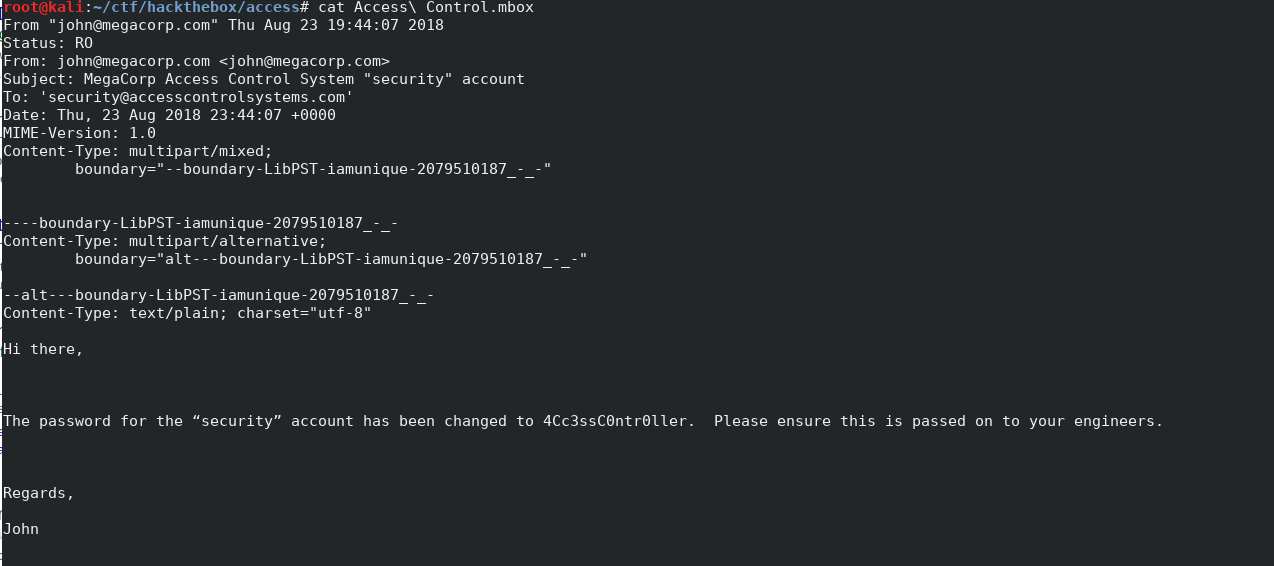 root@kali:~/ctf/hackthebox/access# cat Access\ Control.mbox
From "john@megacorp.com" Thu Aug 23 19:44:07 2018
Status: RO
From: john@megacorp.com <john@megacorp.com>
Subject: MegaCorp Access Control System "security" account
To: 'security@accesscontrolsystems.com'
Date: Thu, 23 Aug 2018 23:44:07 +0000
MIME-Version: 1.0
Content-Type: multipart/mixed;
        boundary="--boundary-LibPST-iamunique-2079510187_-_-"
----boundary-LibPST-iamunique-2079510187_-_-
Content-Type: multipart/alternative;
        boundary="alt---boundary-LibPST-iamunique-2079510187_-_-"
--alt---boundary-LibPST-iamunique-2079510187_-_-
Content-Type: text/plain; charset="utf-8"
Hi there,
The password for the “security” account has been changed to 4Cc3ssC0ntr0ller.  Please ensure this is passed on to your engineers.
Regards,
John